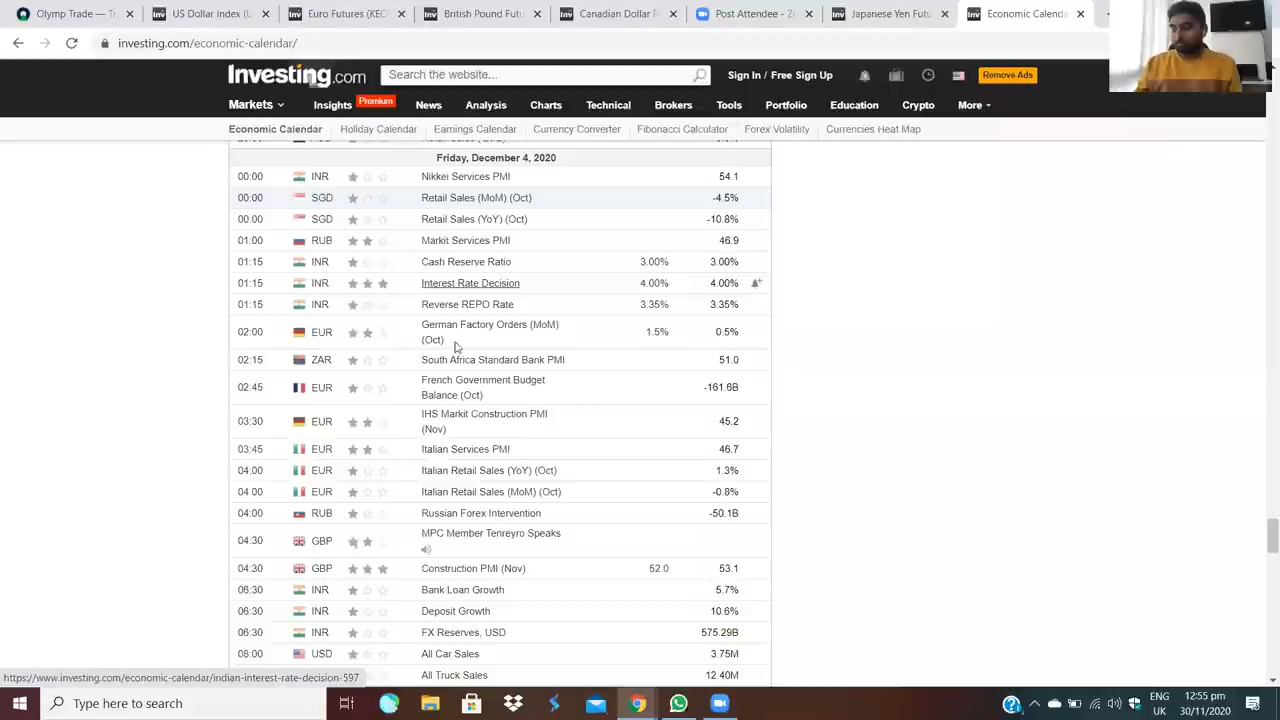 Olymp Trade — Tr
US Dollar Index (U
Euro Futures (6EC
British Pound Futu
Canadian Dollar F
Post Attendee - Z
Japanese Yen Futu
Economic Calenda
investing.com/economic-calendar/
Investing.com
Search the website...
Sign In / Free Sign Up
Remove Ads
Markets
Insights
Premium
News
Analysis
Charts
Technical
Brokers
Tools
Portfolio
Education
Crypto
More
Economic Calendar
Holiday Calendar
Earnings Calendar
Currency Converter
Fibonacci Calculator
Forex Volatility
Currencies Heat Map
Friday, December 4, 2020
00:00 INR Nikkei Services PMI 54.1
00:00 SGD Retail Sales (MoM) (Oct) -4.5%
00:00 SGD Retail Sales (YoY) (Oct) -10.8%
01:00 RUB Markit Services PMI 46.9
01:15 INR Cash Reserve Ratio 3.00% 3.00%
01:15 INR Interest Rate Decision 4.00% 4.00%
01:15 INR Reverse REPO Rate 3.35% 3.35%
02:00 EUR German Factory Orders (MoM) (Oct) 1.5% 0.5%
02:15 ZAR South Africa Standard Bank PMI 51.0
02:45 EUR French Government Budget Balance (Oct) -161.6B
03:30 EUR IHS Markit Construction PMI (Nov) 45.2
03:45 EUR Italian Services PMI 46.7
04:00 EUR Italian Retail Sales (YoY) (Oct) 1.3%
04:00 EUR Italian Retail Sales (MoM) (Oct) -0.8%
04:00 RUB Russian Forex Intervention -50.1B
04:30 GBP MPC Member Tenreyro Speaks
04:30 GBP Construction PMI (Nov) 52.0 53.1
06:30 INR Bank Loan Growth 5.7%
06:30 INR Deposit Growth 10.6%
06:30 INR FX Reserves, USD 575.29B
08:00 USD All Car Sales 3.75M
All Truck Sales 12.40M
https://www.investing.com/economic-calendar/indian-interest-rate-decision-597
Type here to search
ENG
UK
12:55 pm
30/11/2020